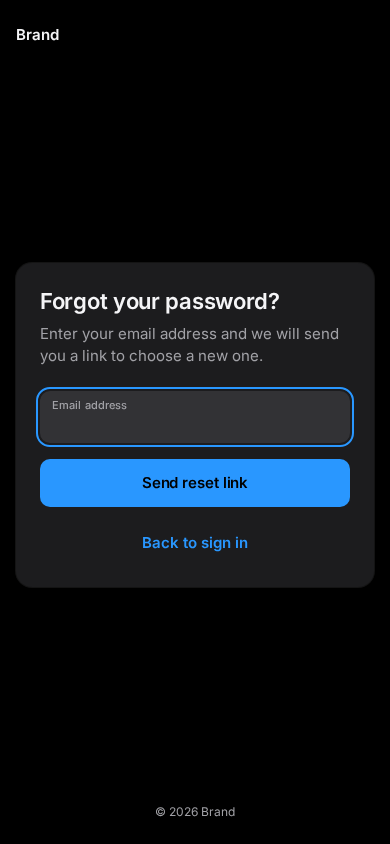 Brand
Forgot your password?
Enter your email address and we will send
you a link to choose a new one.
Email address
Send reset link
Back to sign in
© 2026 Brand